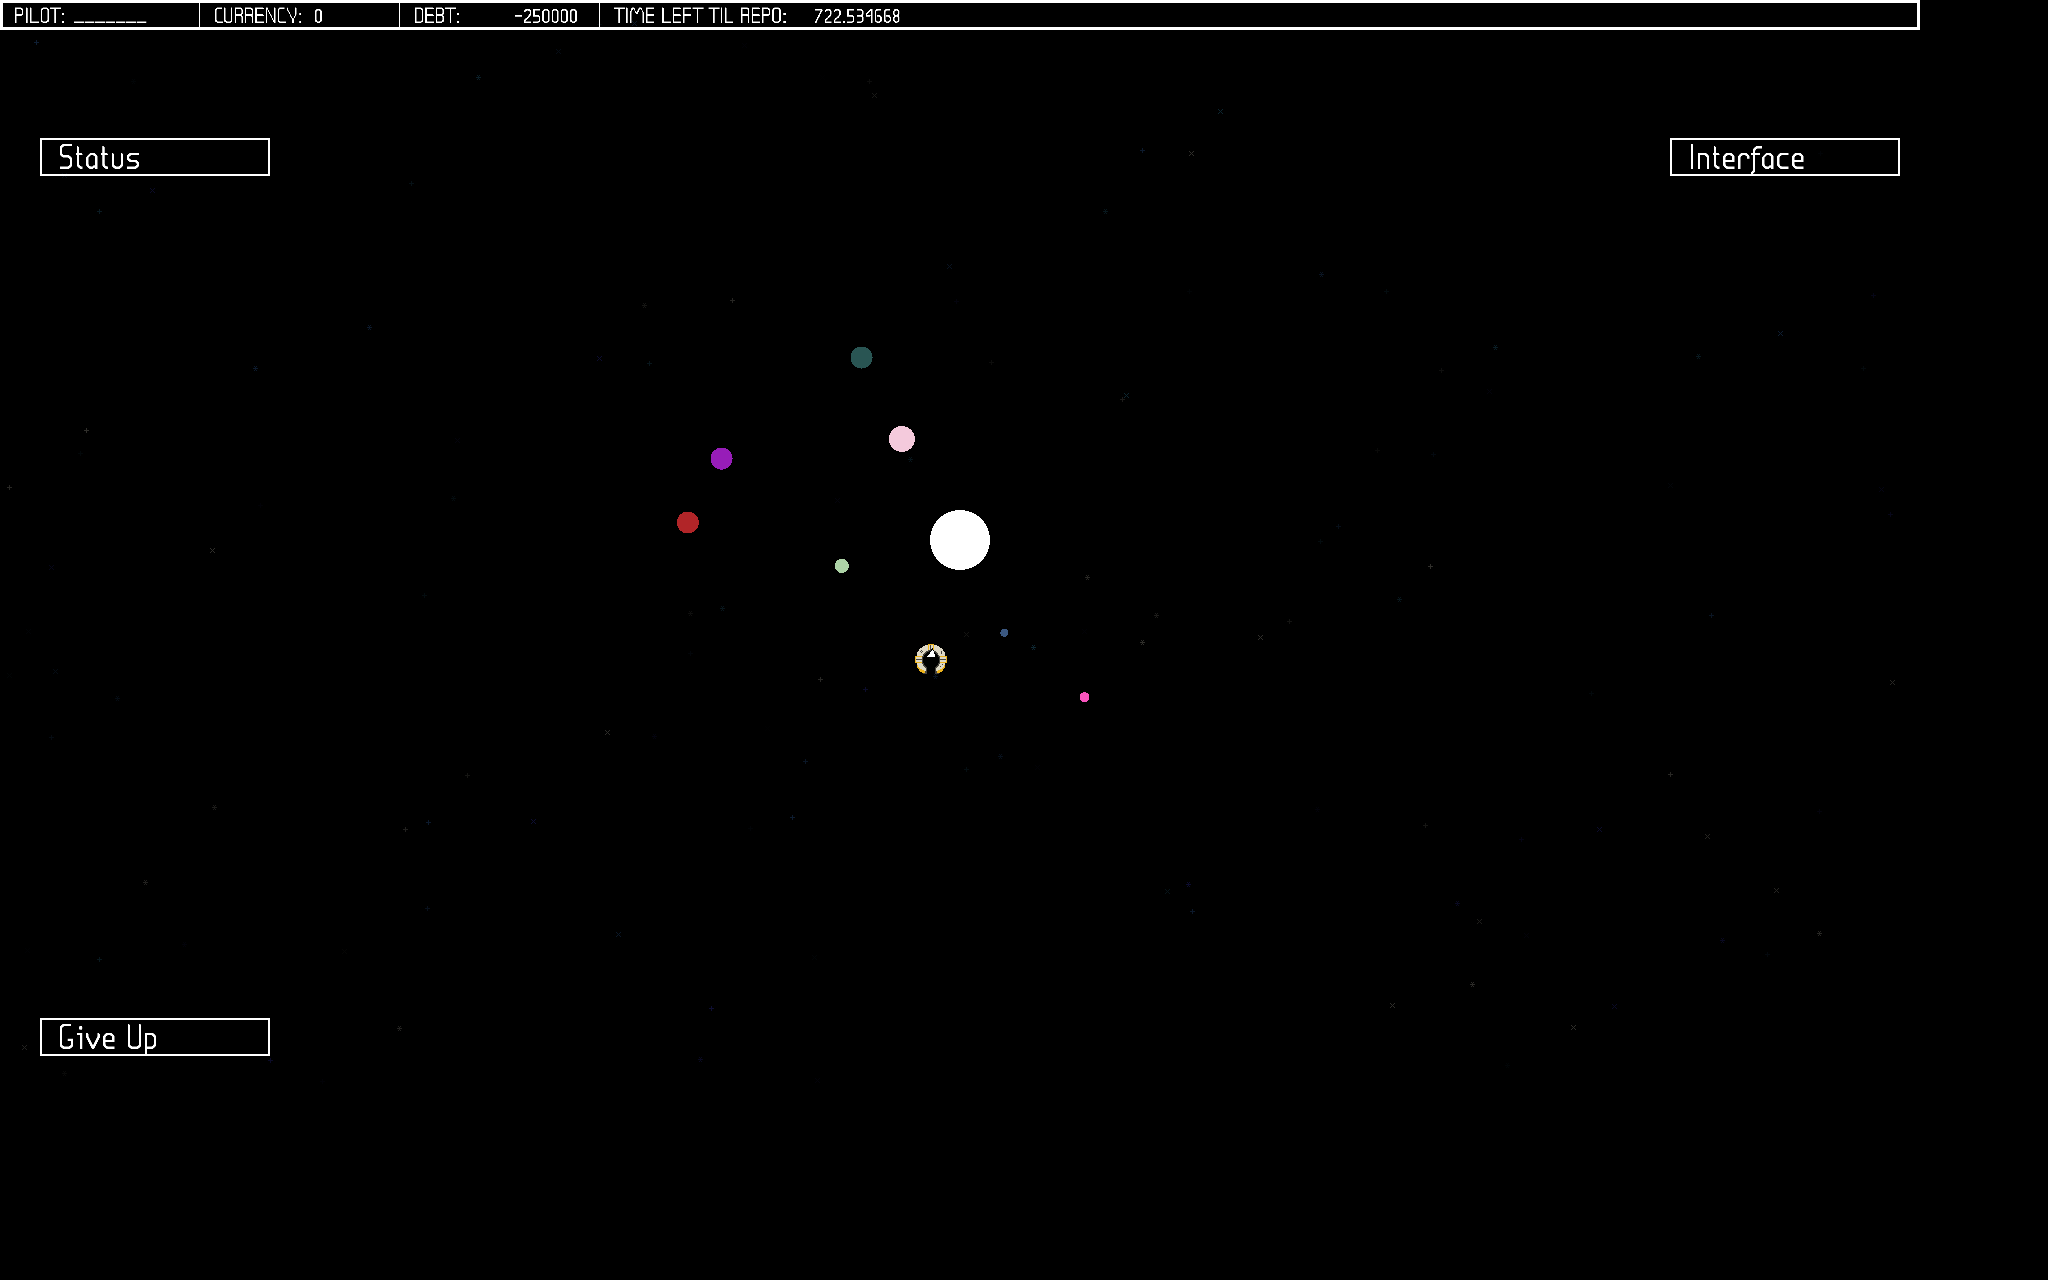 PILOT: _______ CURRENCY: 0 DEBT: -250000 TIME LEFT TIL REPO: 722.534668
Status
Interface
Give Up